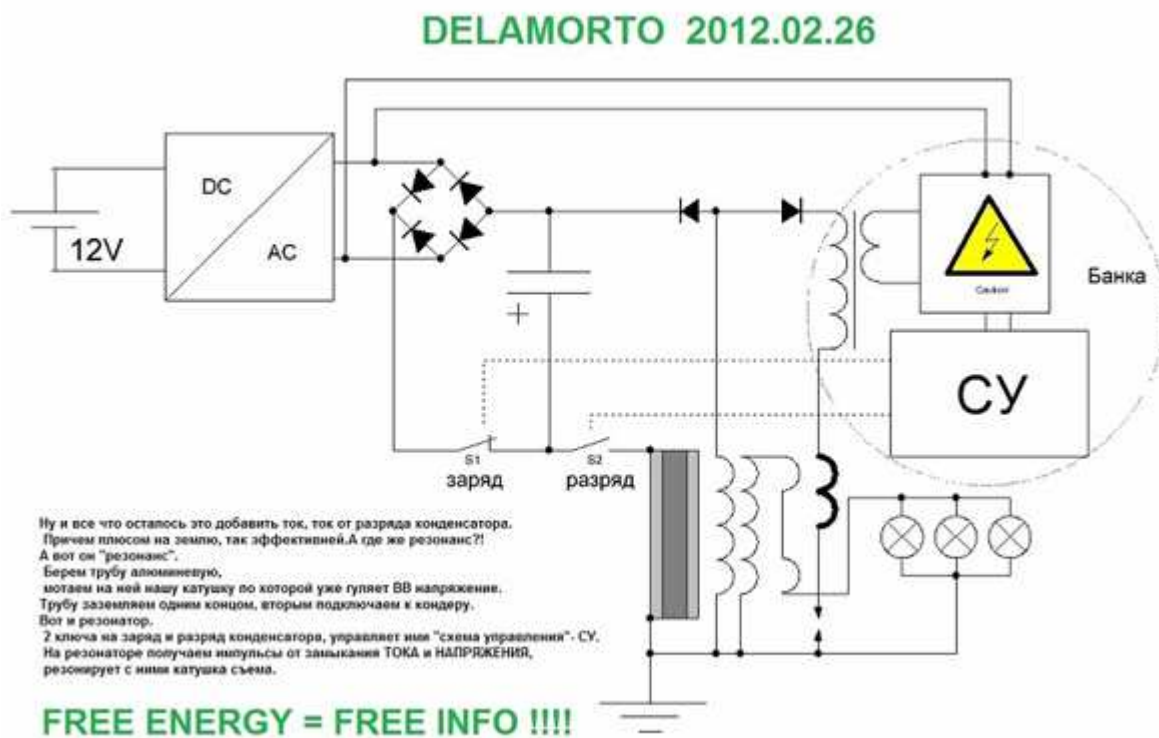 DELAMORTO 2012.02.26
DC
AC
12V
Банка
СУ
+
S1
S2
заряд
разряд
Ну и все что осталось это добавить ток, ток от разряда конденсатора.
Причем плюсом на землю, так эффективней.А где же резонанс?!
А вот он "резонанс".
Берем трубу алюминевую,
мотаем на ней нашу катушку по которой уже гуляет ВВ напряжение.
Трубу заземляем одним концом, вторым подключаем к кондеру.
Вот и резонатор.
2 ключа на заряд и разряд конденсатора, управляет ими "схема управления"- СУ.
На резонаторе получаем импульсы от замыкания ТОКА и НАПРЯЖЕНИЯ,
резонирует с ними катушка съема.
FREE ENERGY = FREE INFO !!!!